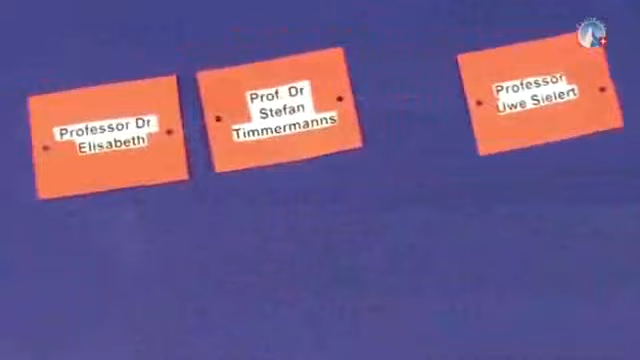 Professor Dr
Elisabeth
Prof. Dr
Stefan
Timmermanns
Professor
Uwe Sielert